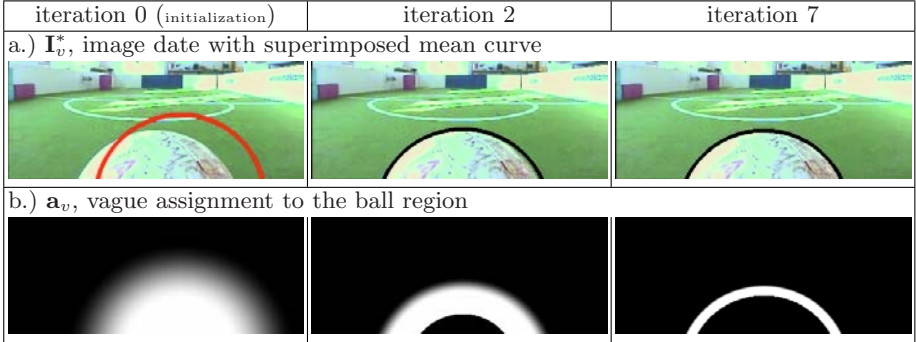 iteration 0 (initialization) iteration 2 iteration 7
a.) I*v, image date with superimposed mean curve
b.) av, vague assignment to the ball region